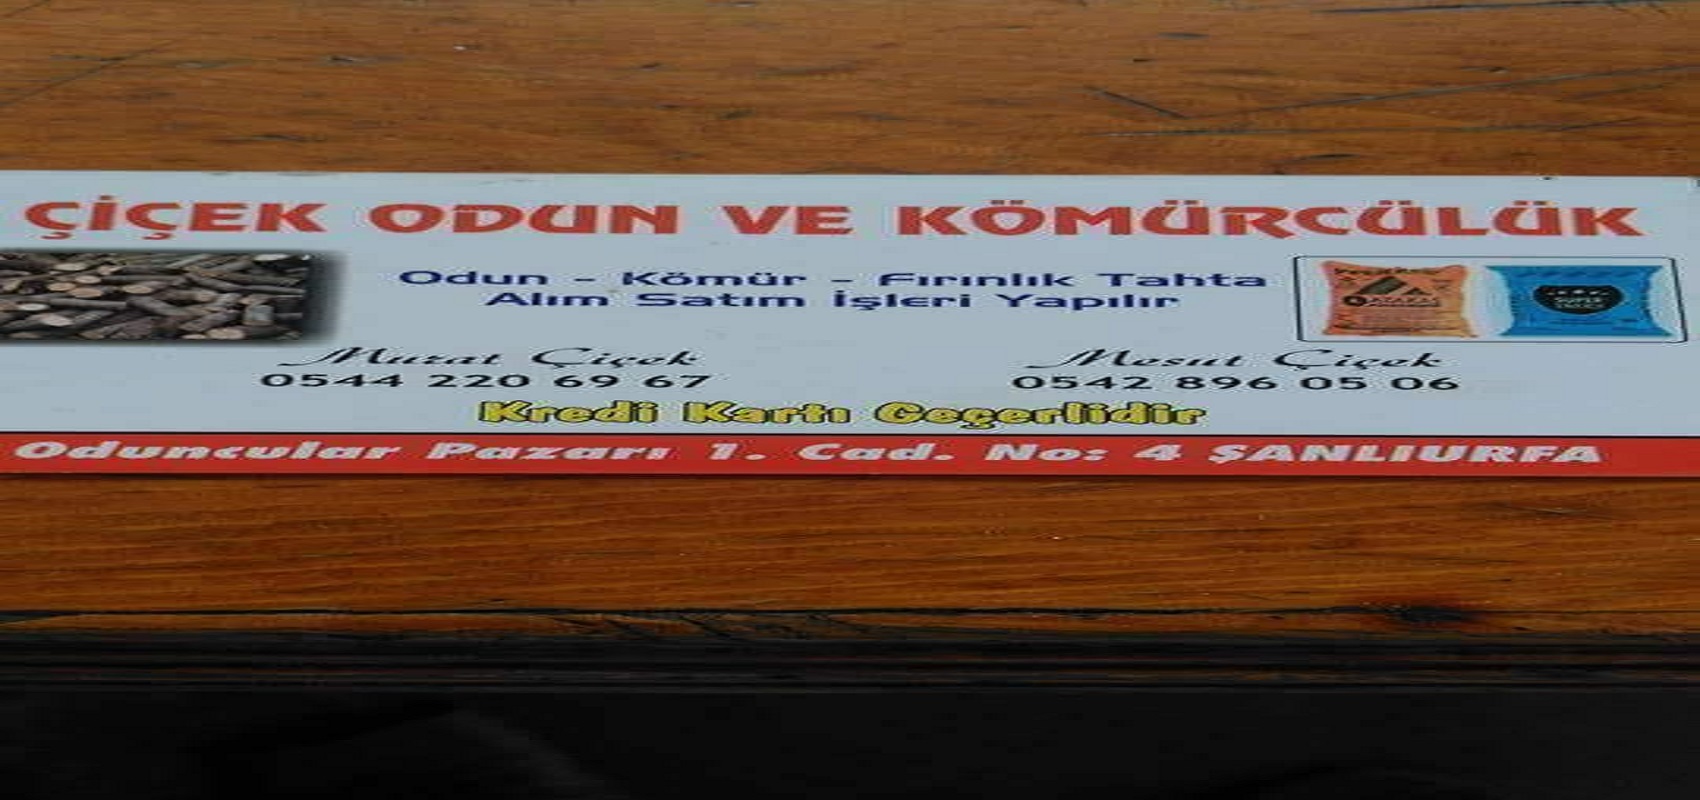 ÇİÇEK ODUN VE KÖMÜRCÜLÜK
Odun - Kömür - Fırınlık Tahta
Alım Satım İşleri Yapılır
Murat Çiçek
0544 220 69 67
Mesut Çiçek
0542 896 05 06
Kredi Kartı Geçerlidir
Oduncular Pazarı 1. Cad. No: 4 ŞANLIURFA